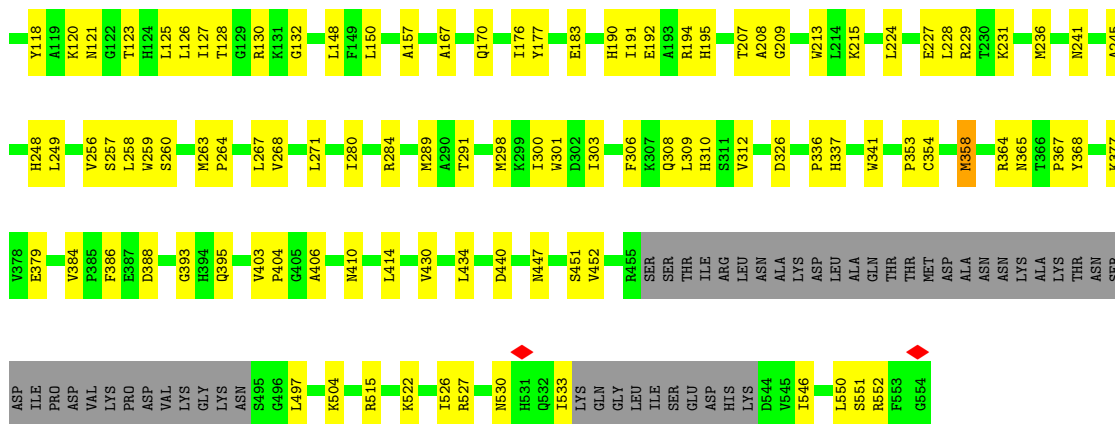 Y118 A119 K120 N121 G122 T123 H124 L125 L126 I127 T128 G129 R130 K131 G132 L148 F149 L150 A157 A167 Q170 I176 Y177 E183 H190 I191 E192 A193 R194 H195 T207 A208 G209 W213 L214 K215 L224 E227 L228 R229 T230 K231 M236 N241 A245
H248 L249 V256 S257 L258 W259 S260 M263 P264 L267 V268 L271 I280 R284 M289 A290 T291 M298 K299 I300 W301 D302 I303 F306 K307 Q308 L309 H310 S311 V312 D326 P336 H337 W341 P353 C354 M358 R364 N365 T366 P367 Y368 K377
V378 E379 V384 P385 F386 E387 D388 G393 H394 Q395 V403 P404 G405 A406 N410 L414 V430 L434 D440 N447 S451 V452 R455 SER SER THR ILE ARG LEU ASN ALA LYS ASP LEU ALA GLN THR THR MET ASP ALA ASN ASN LYS ALA LYS THR ASN SER
ASP ILE PRO ASP VAL LYS PRO ASP VAL LYS GLY LYS ASN S495 G496 L497 K504 R515 K522 I526 R527 N530 H531 Q532 I533 LYS GLN GLY LEU ILE SER GLU ASP HIS LYS D544 V545 I546 L550 S551 R552 F553 G554